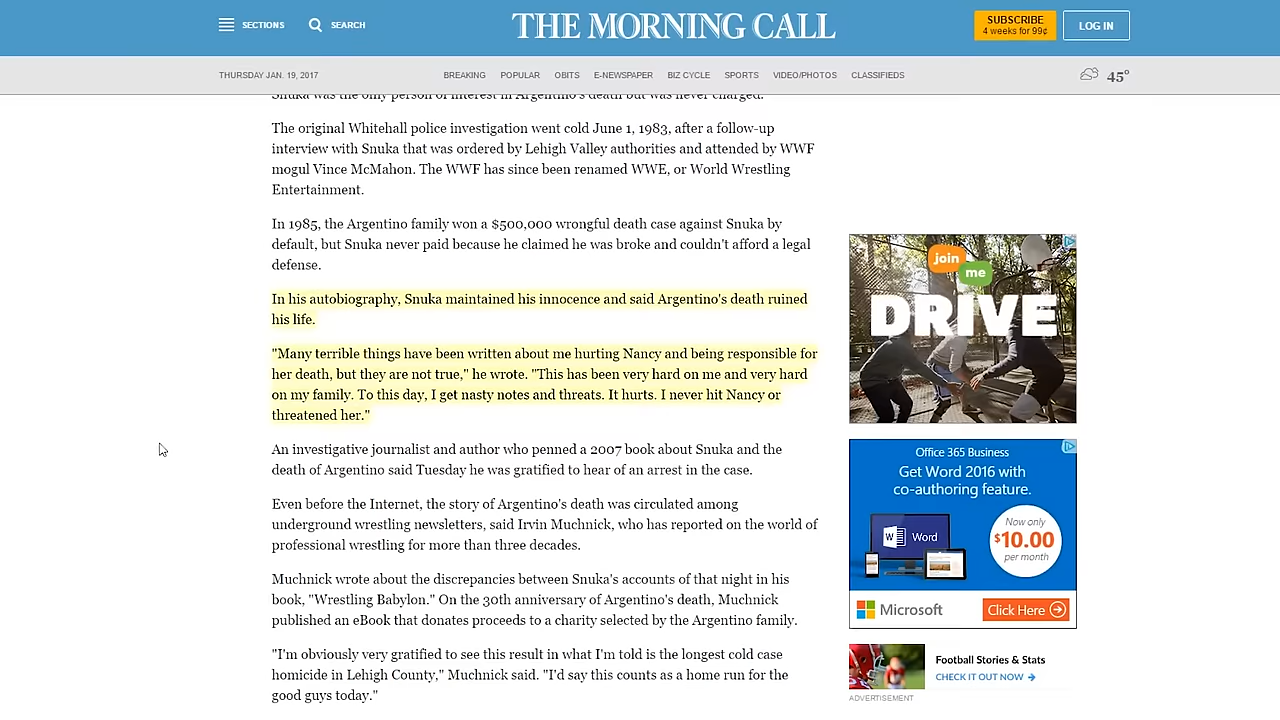 SECTIONS
SEARCH
THE MORNING CALL
SUBSCRIBE
4 weeks for 99¢
LOG IN
THURSDAY JAN. 19, 2017
BREAKING
POPULAR
OBITS
E-NEWSPAPER
BIZ CYCLE
SPORTS
VIDEO/PHOTOS
CLASSIFIEDS
45°
Snuka was the only person of interest in Argentino's death but was never charged.
The original Whitehall police investigation went cold June 1, 1983, after a follow-up
interview with Snuka that was ordered by Lehigh Valley authorities and attended by WWF
mogul Vince McMahon. The WWF has since been renamed WWE, or World Wrestling
Entertainment.
In 1985, the Argentino family won a $500,000 wrongful death case against Snuka by
default, but Snuka never paid because he claimed he was broke and couldn't afford a legal
defense.
In his autobiography, Snuka maintained his innocence and said Argentino's death ruined
his life.
"Many terrible things have been written about me hurting Nancy and being responsible for
her death, but they are not true," he wrote. "This has been very hard on me and very hard
on my family. To this day, I get nasty notes and threats. It hurts. I never hit Nancy or
threatened her."
An investigative journalist and author who penned a 2007 book about Snuka and the
death of Argentino said Tuesday he was gratified to hear of an arrest in the case.
Even before the Internet, the story of Argentino's death was circulated among
underground wrestling newsletters, said Irvin Muchnick, who has reported on the world of
professional wrestling for more than three decades.
Muchnick wrote about the discrepancies between Snuka's accounts of that night in his
book, "Wrestling Babylon." On the 30th anniversary of Argentino's death, Muchnick
published an eBook that donates proceeds to a charity selected by the Argentino family.
"I'm obviously very gratified to see this result in what I'm told is the longest cold case
homicide in Lehigh County," Muchnick said. "I'd say this counts as a home run for the
good guys today."
join
me
DRIVE
Office 365 Business
Get Word 2016 with
co-authoring feature.
Word
Now only
$10.00
per month
Microsoft
Click Here
Football Stories & Stats
CHECK IT OUT NOW
ADVERTISEMENT